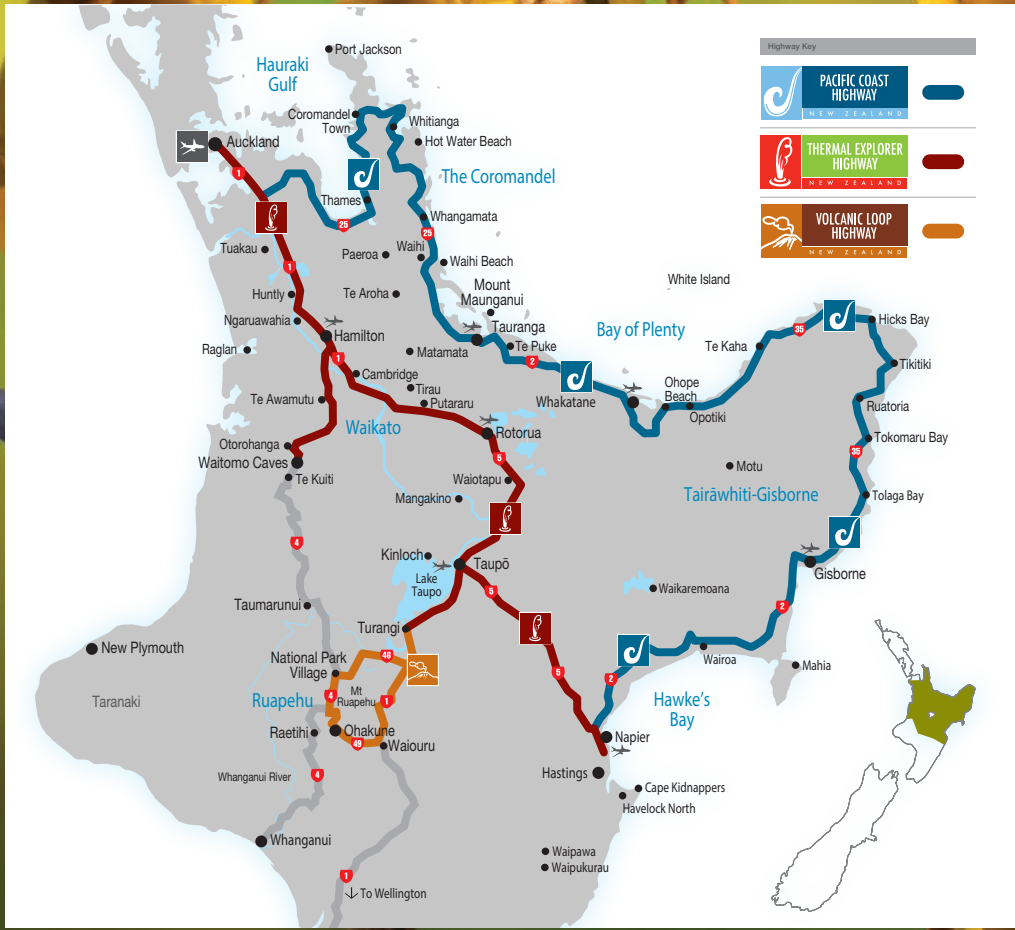 Highway Key
PACIFIC COAST
HIGHWAY
NEW ZEALAND
THERMAL EXPLORER
HIGHWAY
NEW ZEALAND
VOLCANIC LOOP
HIGHWAY
NEW ZEALAND
Port Jackson
Hauraki
Gulf
Coromandel
Town
Whitianga
Auckland
Hot Water Beach
1
The Coromandel
Thames
25
Whangamata
25
Tuakau
Paeroa
Waihi
Waihi Beach
1
White Island
Huntly
Te Aroha
Mount
Maunganui
Ngaruawahia
Tauranga
Bay of Plenty
35
Hicks Bay
Hamilton
Te Puke
Te Kaha
Raglan
1
Matamata
2
Tikitiki
Cambridge
Tirau
Ohope
Beach
Te Awamutu
Putararu
Whakatane
Opotiki
Ruatoria
Waikato
Rotorua
Tokomaru Bay
Otorohanga
35
Waitomo Caves
5
Motu
Te Kuiti
Waiotapu
Tairāwhiti-Gisborne
Tolaga Bay
Mangakino
4
Kinloch
Taupō
Gisborne
Lake
Taupo
5
Waikaremoana
Taumarunui
2
Turangi
New Plymouth
National Park
Village
46
Wairoa
Mahia
5
2
Taranaki
Ruapehu
4
Mt
Ruapehu
1
Hawke's
Bay
Raetihi
Ohakune
49
Waiouru
Napier
Whanganui River
4
Hastings
Cape Kidnappers
Havelock North
Whanganui
Waipawa
Waipukurau
1
To Wellington